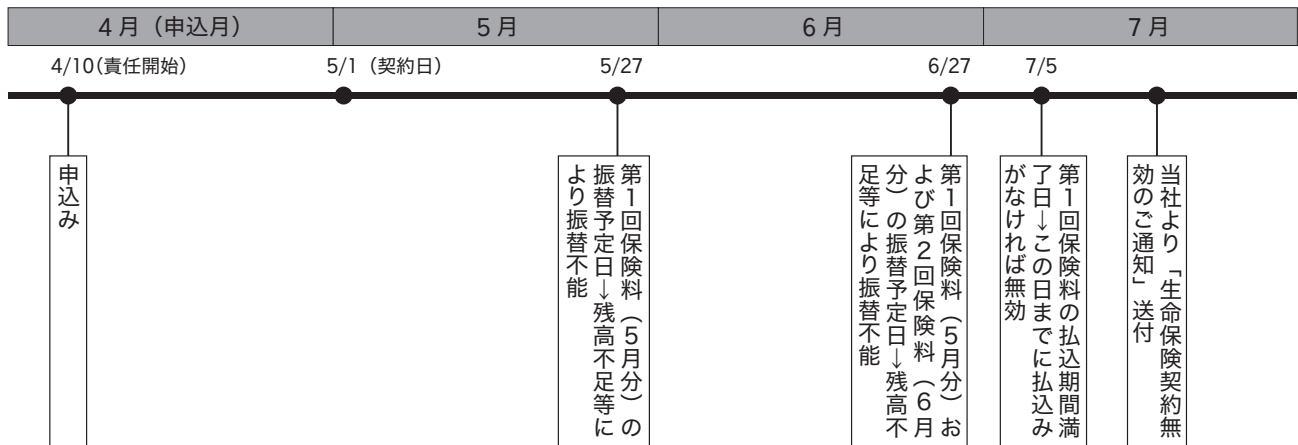 4月（申込月）
5月
6月
7月
4/10（責任開始）
5/1（契約日）
5/27
6/27
7/5
申込み
第1回保険料（5月分）の
振替予定日→残高不足等に
より振替不能
第1回保険料（5月分）お
よび第2回保険料（6月
分）の振替予定日→残高不
足等により振替不能
第1回保険料の払込期間満
了日→この日までに払込み
がなければ無効
当社より「生命保険契約無
効のご通知」送付